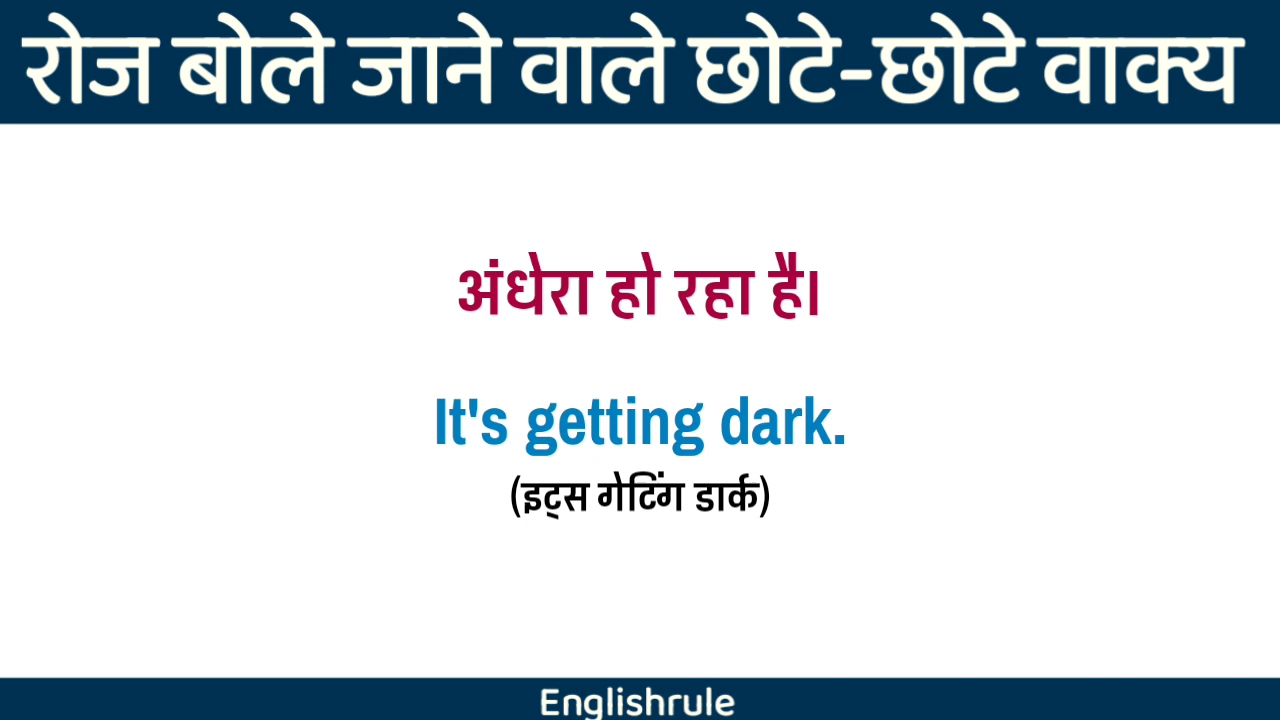 रोज बोले जाने वाले छोटे-छोटे वाक्य
अंधेरा हो रहा है।
It's getting dark.
(इट्स गेटिंग डार्क)
Englishrule